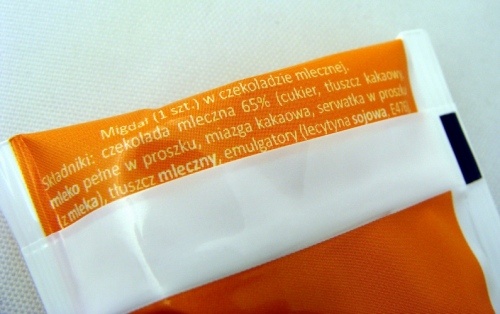 Migdał (1 szt.) w czekoladzie mlecznej.
Składniki: czekolada mleczna 65% (cukier, tłuszcz kakaowy,
mleko pełne w proszku, miazga kakaowa, serwatka w proszku
(z mleka), tłuszcz mleczny, emulgatory (lecytyna sojowa, E476)